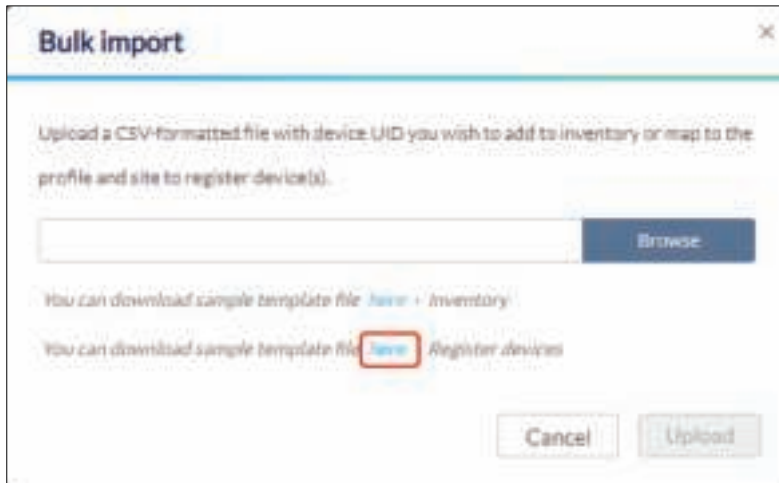 Bulk import
×
Upload a CSV-formatted file with device UID you wish to add to inventory or map to the
profile and site to register device(s).
Browse
You can download sample template file here - Inventory
You can download sample template file here Register devices
Cancel
Upload